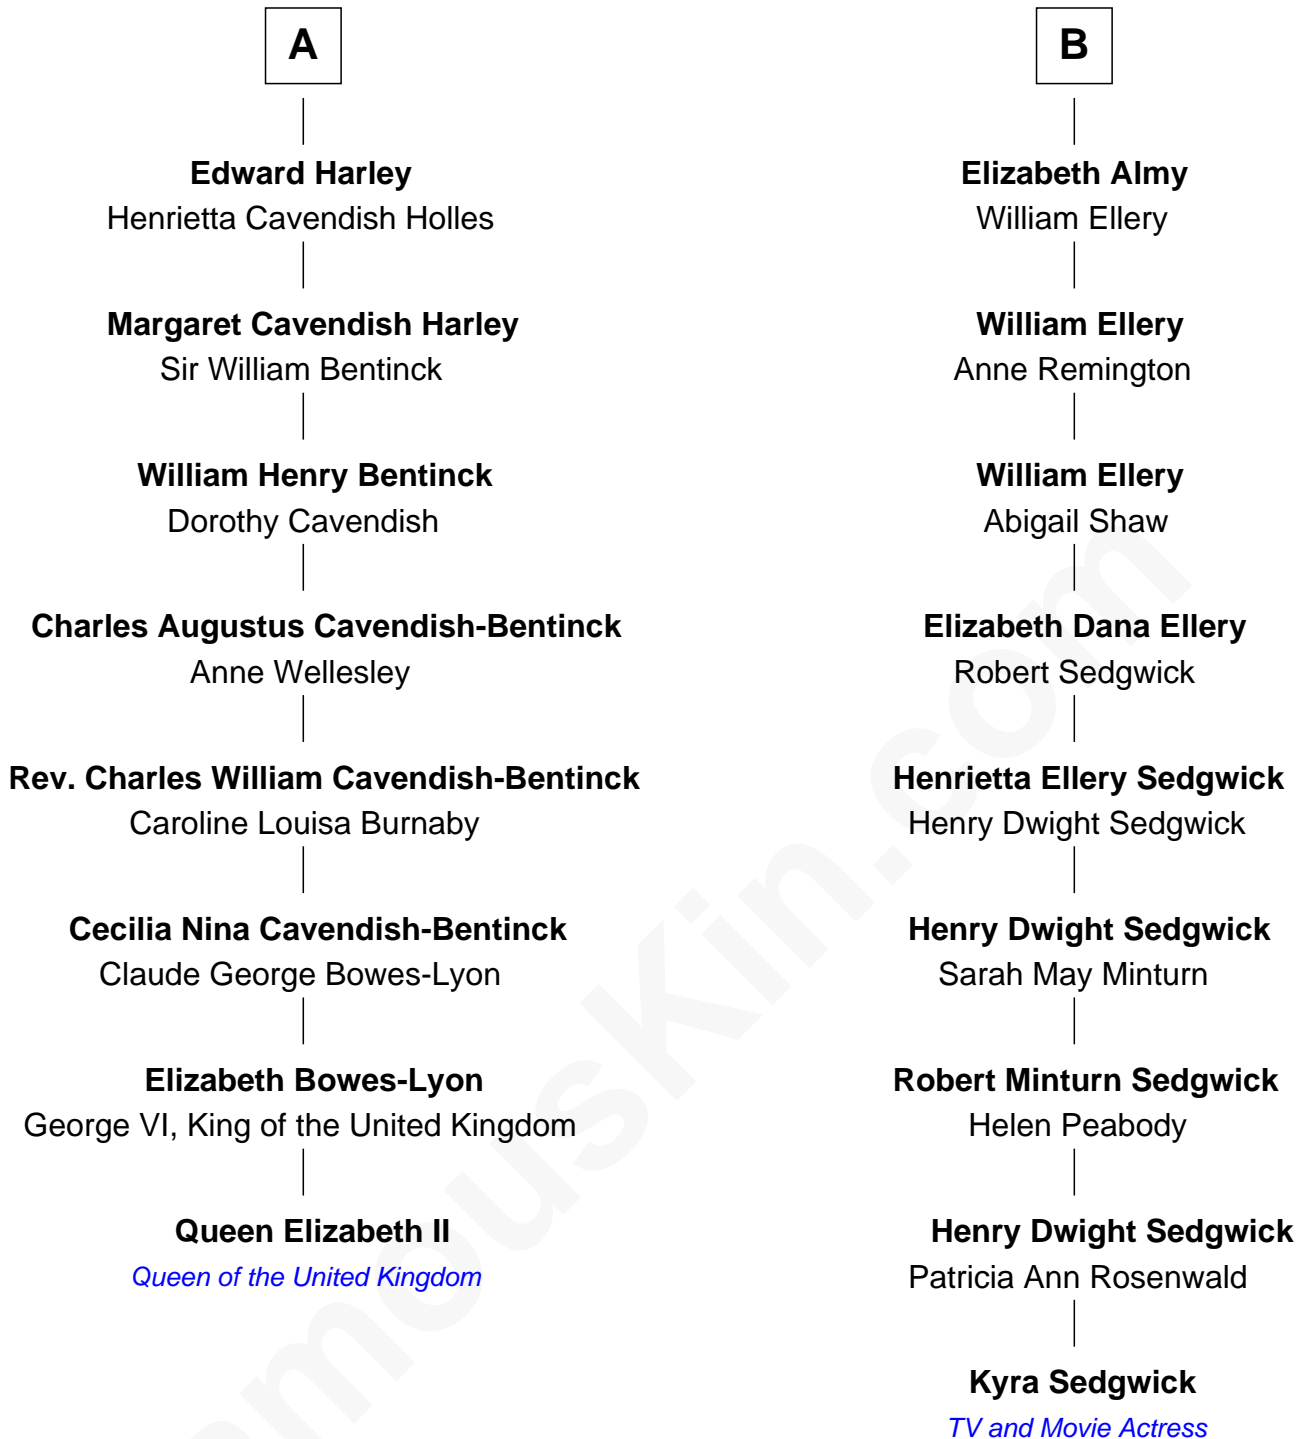 A
Edward Harley
Henrietta Cavendish Holles
Margaret Cavendish Harley
Sir William Bentinck
William Henry Bentinck
Dorothy Cavendish
Charles Augustus Cavendish-Bentinck
Anne Wellesley
Rev. Charles William Cavendish-Bentinck
Caroline Louisa Burnaby
Cecilia Nina Cavendish-Bentinck
Claude George Bowes-Lyon
Elizabeth Bowes-Lyon
George VI, King of the United Kingdom
Queen Elizabeth II
Queen of the United Kingdom
B
Elizabeth Almy
William Ellery
William Ellery
Anne Remington
William Ellery
Abigail Shaw
Elizabeth Dana Ellery
Robert Sedgwick
Henrietta Ellery Sedgwick
Henry Dwight Sedgwick
Henry Dwight Sedgwick
Sarah May Minturn
Robert Minturn Sedgwick
Helen Peabody
Henry Dwight Sedgwick
Patricia Ann Rosenwald
Kyra Sedgwick
TV and Movie Actress
amouskin.com